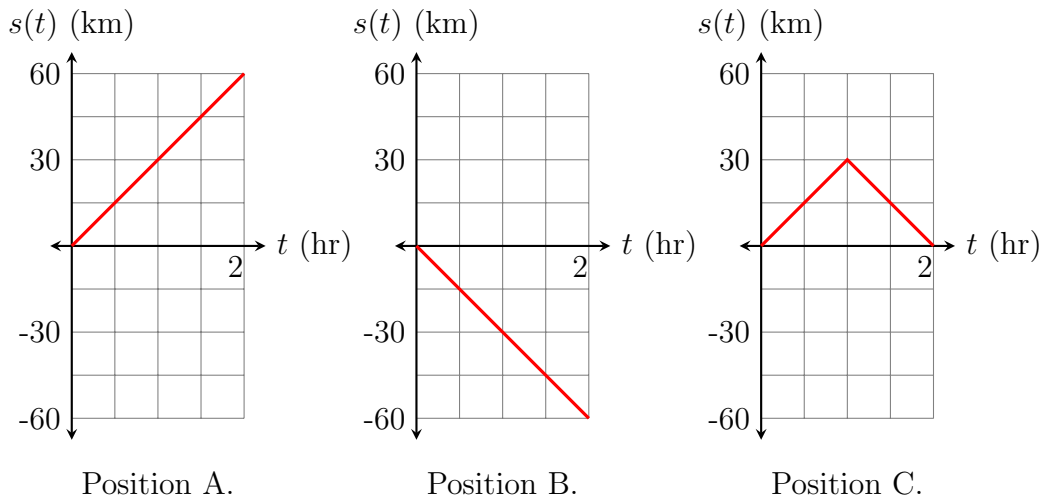 s(t) (km)
60
30
-30
-60
2
t (hr)
Position A.
s(t) (km)
60
30
-30
-60
2
t (hr)
Position B.
s(t) (km)
60
30
-30
-60
2
t (hr)
Position C.